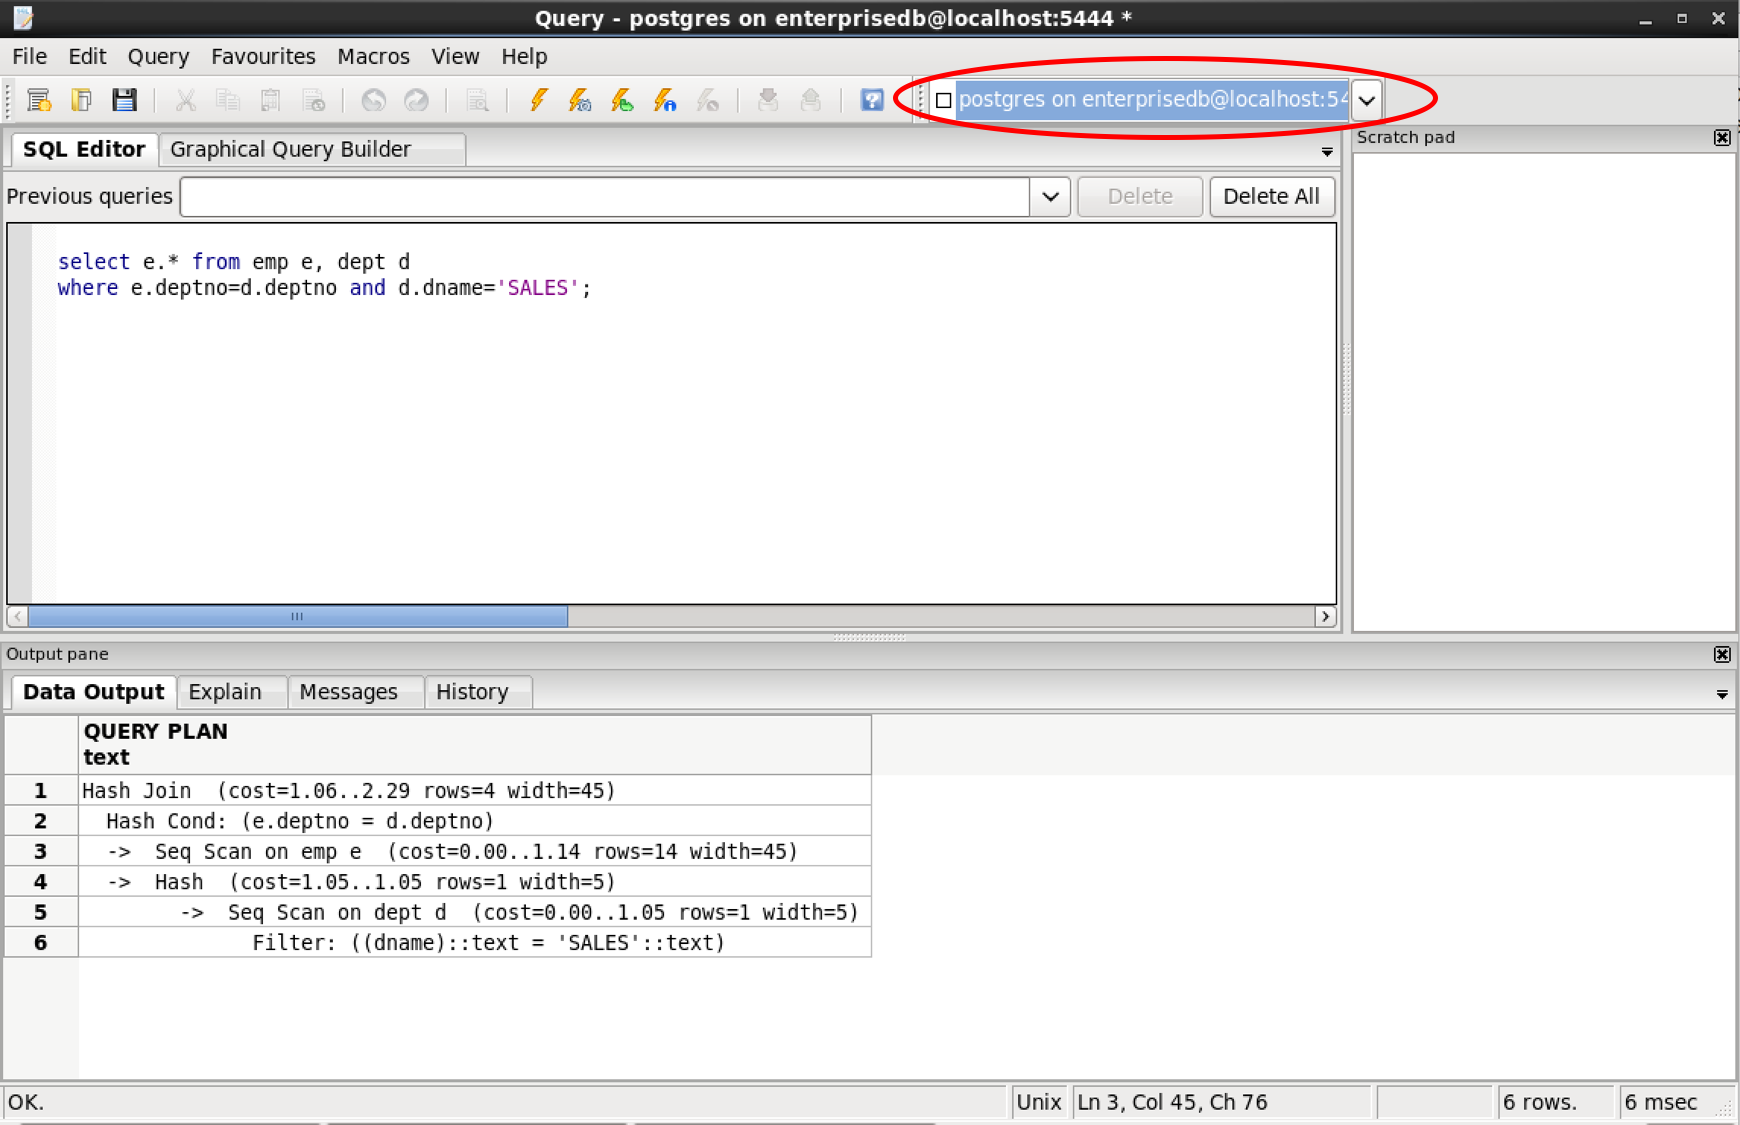 Query - postgres on enterprisedb@localhost:5444 *
File Edit Query Favourites Macros View Help
postgres on enterprisedb@localhost:54
SQL Editor Graphical Query Builder
Scratch pad
Previous queries Delete Delete All
select e.* from emp e, dept d
where e.deptno=d.deptno and d.dname='SALES';
Output pane
Data Output Explain Messages History
QUERY PLAN
text
1 Hash Join  (cost=1.06..2.29 rows=4 width=45)
2   Hash Cond: (e.deptno = d.deptno)
3   ->  Seq Scan on emp e  (cost=0.00..1.14 rows=14 width=45)
4   ->  Hash  (cost=1.05..1.05 rows=1 width=5)
5         ->  Seq Scan on dept d  (cost=0.00..1.05 rows=1 width=5)
6               Filter: ((dname)::text = 'SALES'::text)
OK. Unix Ln 3, Col 45, Ch 76 6 rows. 6 msec